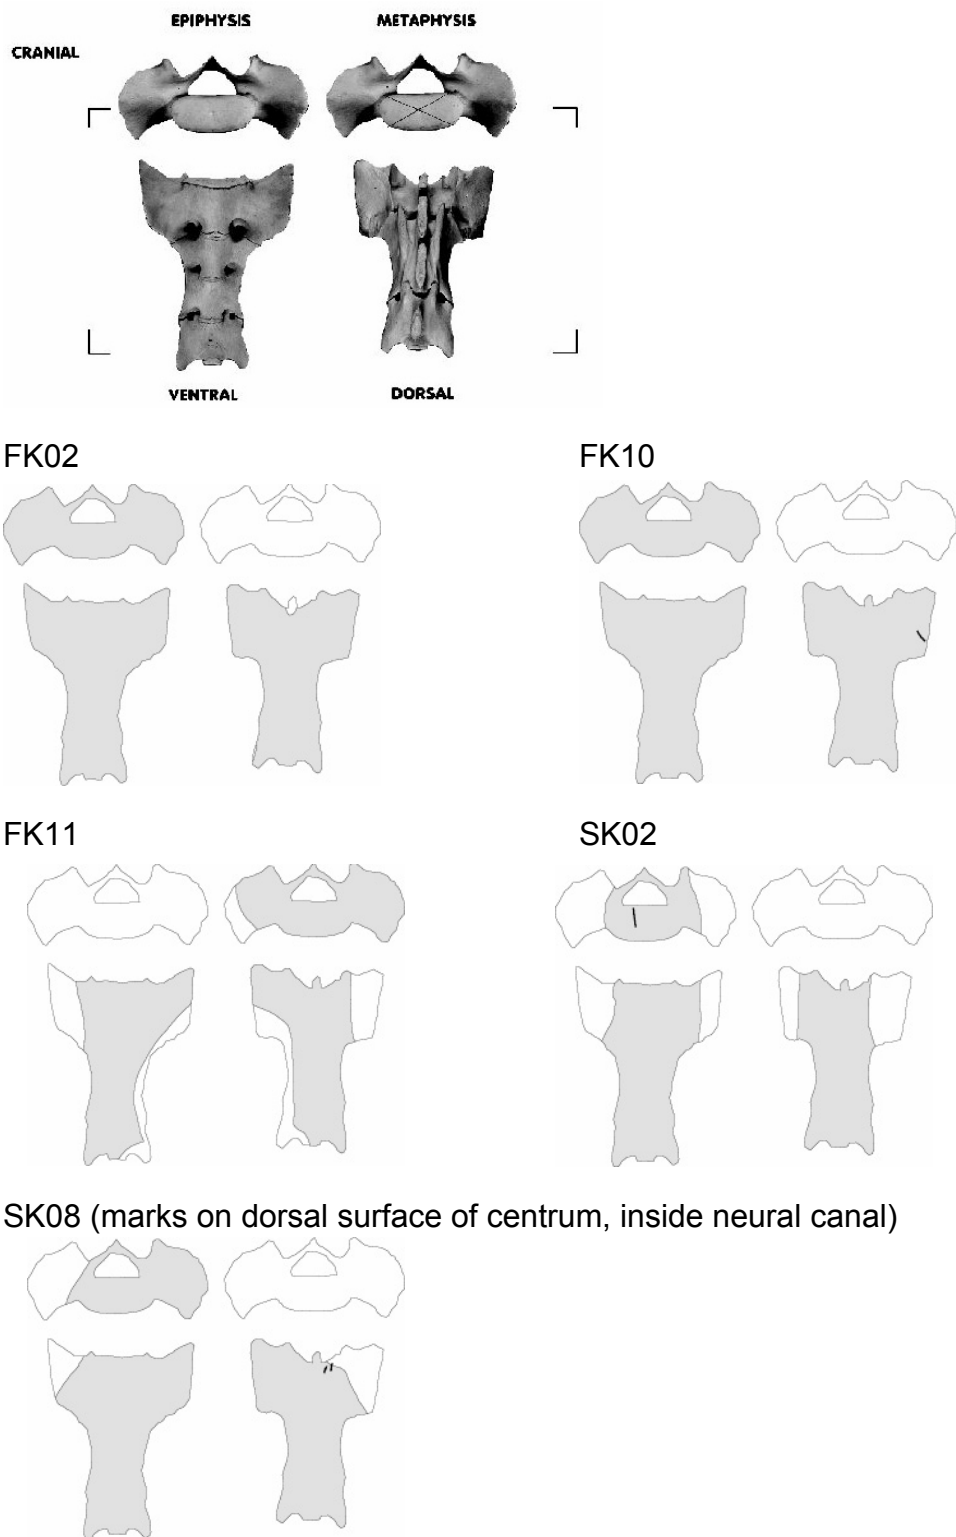 EPIPHYSIS METAPHYSIS
CRANIAL
VENTRAL DORSAL
FK02 FK10
FK11 SK02
SK08 (marks on dorsal surface of centrum, inside neural canal)